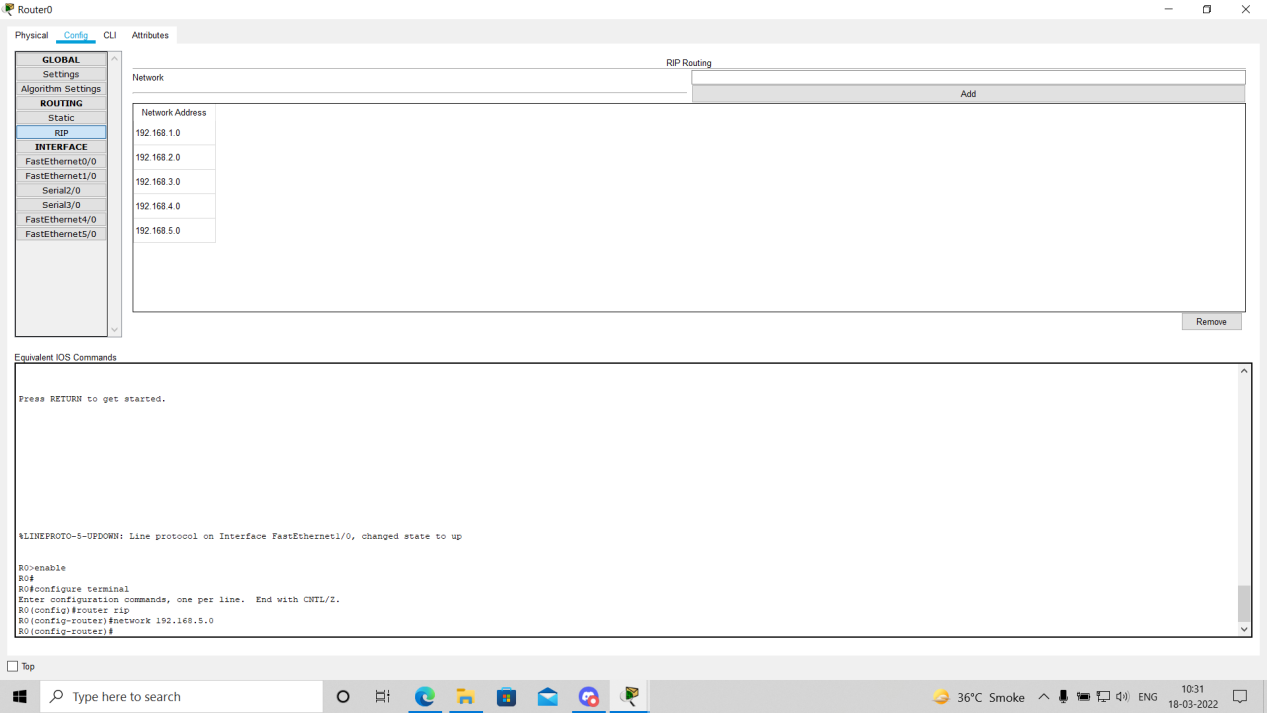 Router0
Physical Config CLI Attributes
GLOBAL
Settings
Algorithm Settings
ROUTING
Static
RIP
INTERFACE
FastEthernet0/0
FastEthernet1/0
Serial2/0
Serial3/0
FastEthernet4/0
FastEthernet5/0
RIP Routing
Network
Add
Network Address
192.168.1.0
192.168.2.0
192.168.3.0
192.168.4.0
192.168.5.0
Remove
Equivalent IOS Commands
Press RETURN to get started.
%LINEPROTO-5-UPDOWN: Line protocol on Interface FastEthernet1/0, changed state to up
R0>enable
R0#
R0#configure terminal
Enter configuration commands, one per line.  End with CNTL/Z.
R0(config)#router rip
R0(config-router)#network 192.168.5.0
R0(config-router)#
Top
Type here to search
36°C Smoke
ENG
10:31
18-03-2022